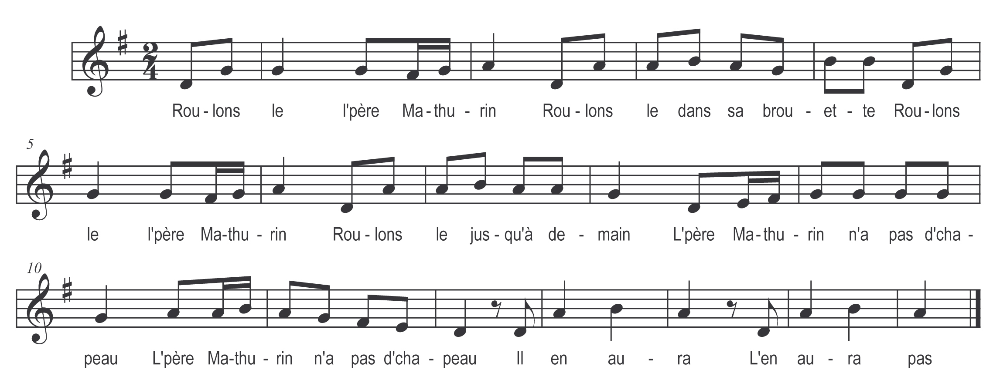 2 4
Rou - lons le l'père Ma - thu - rin Rou - lons le dans sa brou - et - te Rou - lons
5
le l'père Ma - thu - rin Rou - lons le jus - qu'à de - main L'père Ma - thu - rin n'a pas d'cha -
10
peau L'père Ma - thu - rin n'a pas d'cha - peau Il en au - ra L'en au - ra pas